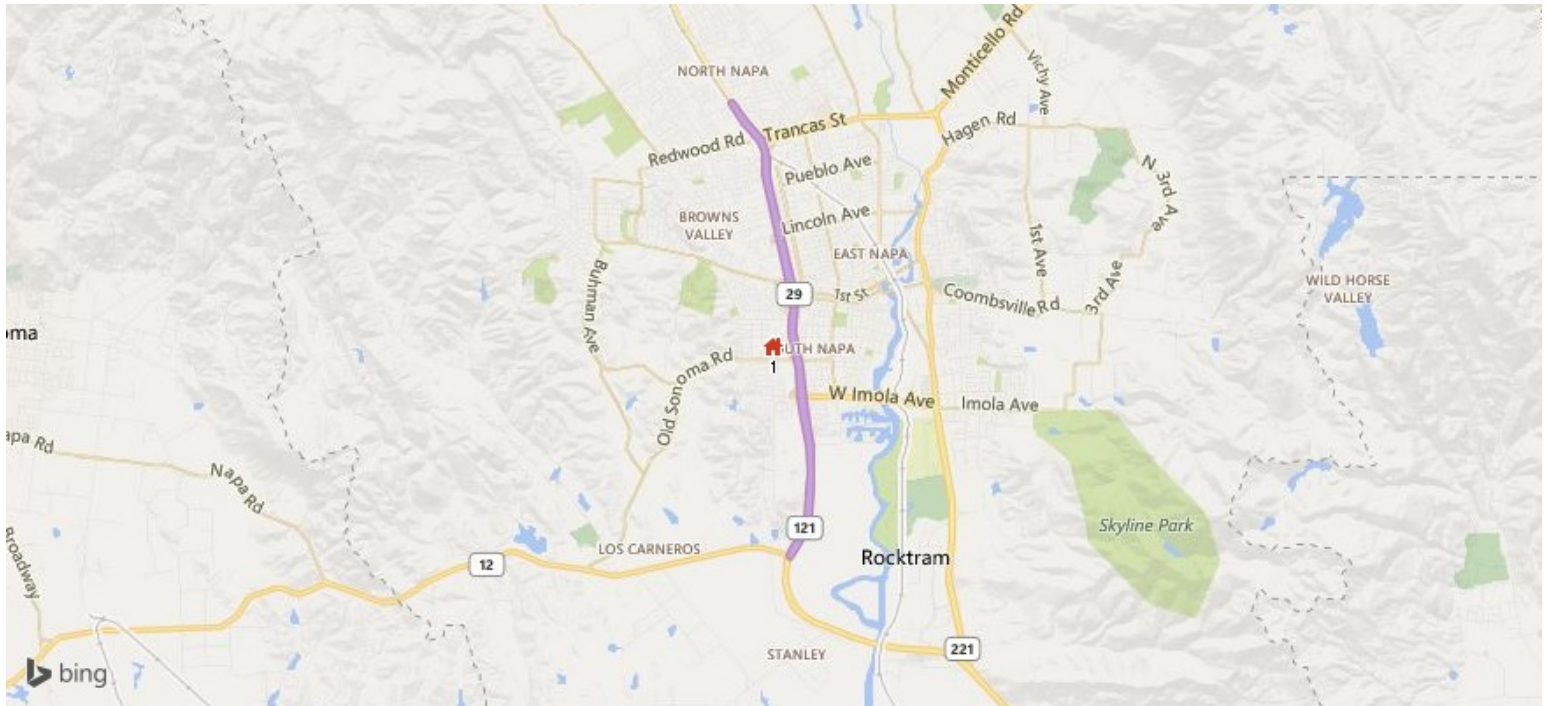 NORTH NAPA
Monticello Rd
Vichy Ave
Trancas St
Hagen Rd
Redwood Rd
Pueblo Ave
N 3rd Ave
Lincoln Ave
BROWNS
VALLEY
1st Ave
EAST NAPA
Buhman Ave
29
1st St
Coombsville Rd
3rd Ave
WILD HORSE
VALLEY
oma
UTH NAPA
1
Old Sonoma Rd
W Imola Ave
Imola Ave
apa Rd
Napa Rd
Broadway
121
Skyline Park
LOS CARNEROS
12
Rocktram
STANLEY
221
bing